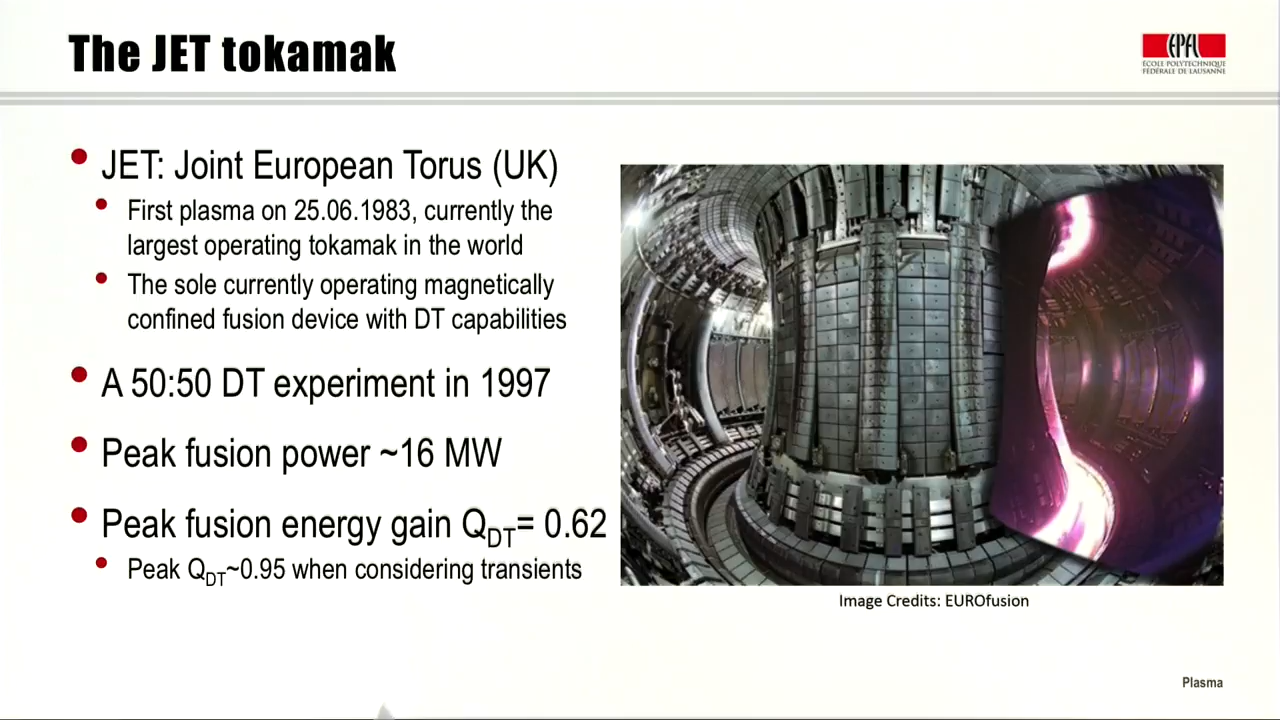 The JET tokamak
EPFL
ÉCOLE POLYTECHNIQUE
FÉDÉRALE DE LAUSANNE
• JET: Joint European Torus (UK)
• First plasma on 25.06.1983, currently the
largest operating tokamak in the world
• The sole currently operating magnetically
confined fusion device with DT capabilities
• A 50:50 DT experiment in 1997
• Peak fusion power ~16 MW
• Peak fusion energy gain QDT= 0.62
• Peak QDT~0.95 when considering transients
Image Credits: EUROfusion
Plasma